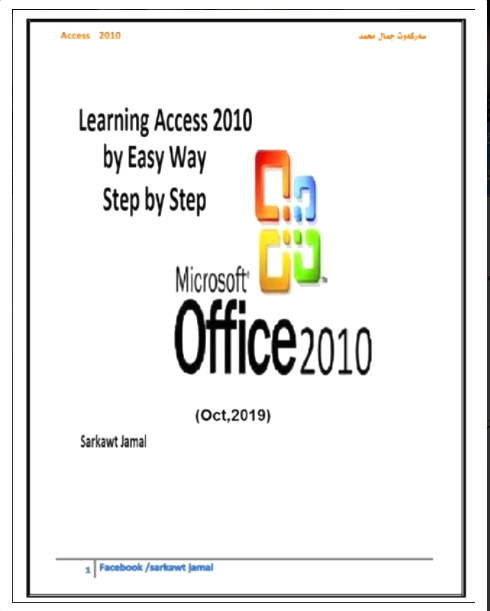 Access 2010
سەرکەوت جمال محمد
Learning Access 2010
by Easy Way
Step by Step
Microsoft®
Office 2010
(Oct,2019)
Sarkawt Jamal
1 Facebook /sarkawt jamal